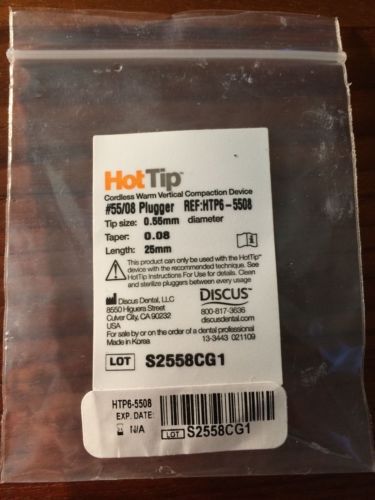 HotTip™
Cordless Warm Vertical Compaction Device
#55/08 Plugger REF:HTP6-5508
Tip size: 0.55mm diameter
Taper: 0.08
Length: 25mm
This product can only be used with the HotTip™
device with the recommended technique. See
HotTip Instructions For Use for details. Clean
and sterilize pluggers between every usage
Discus Dental, LLC
8550 Higuera Street
Culver City, CA 90232
USA
DISCUS™
800-817-3636
discusdental.com
For sale by or on the order of a dental professional
Made in Korea 13-3443 021109
LOT S2558CG1
HTP6-5508
EXP. DATE:
N/A
LOT S2558CG1